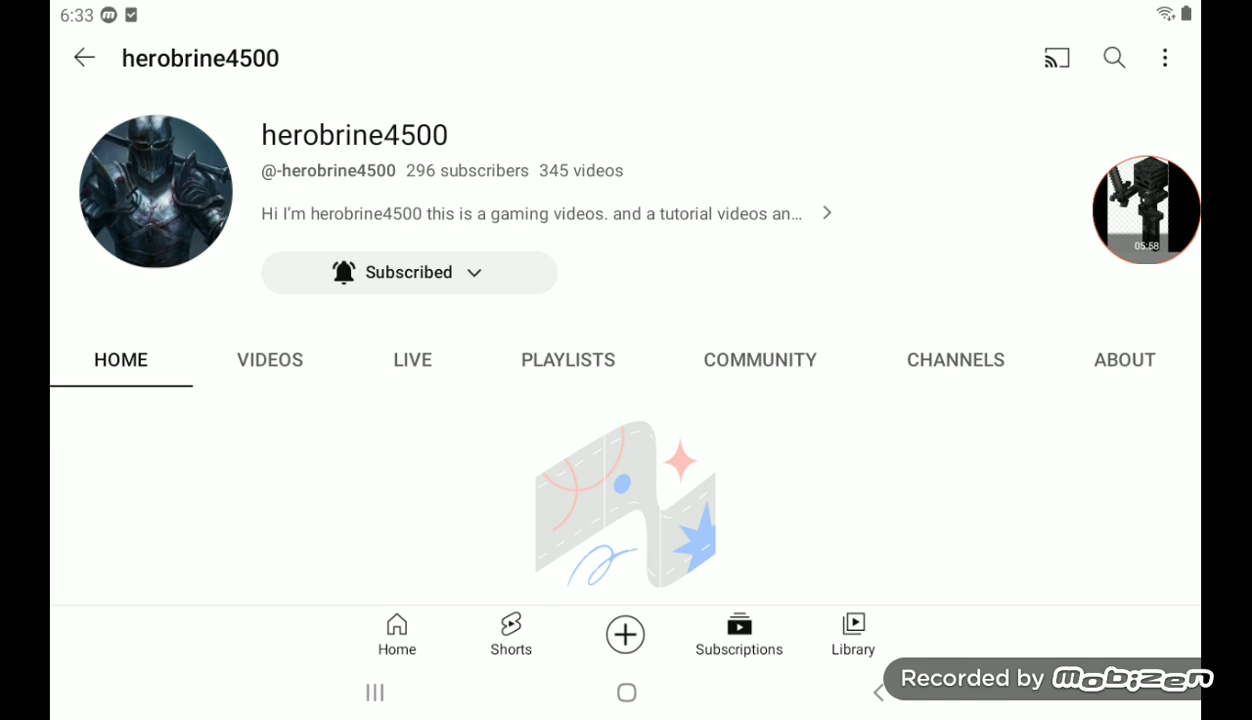 6:33
herobrine4500
herobrine4500
@-herobrine4500 296 subscribers 345 videos
Hi I'm herobrine4500 this is a gaming videos. and a tutorial videos an...
05:58
Subscribed
HOME VIDEOS LIVE PLAYLISTS COMMUNITY CHANNELS ABOUT
Home Shorts Subscriptions Library
Recorded by mobizen